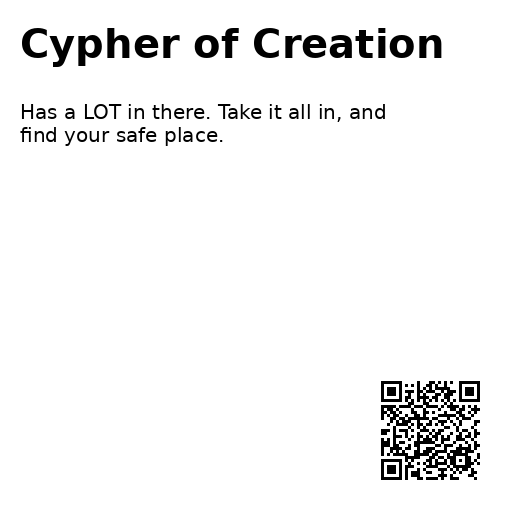 Cypher of Creation
Has a LOT in there. Take it all in, and
find your safe place.